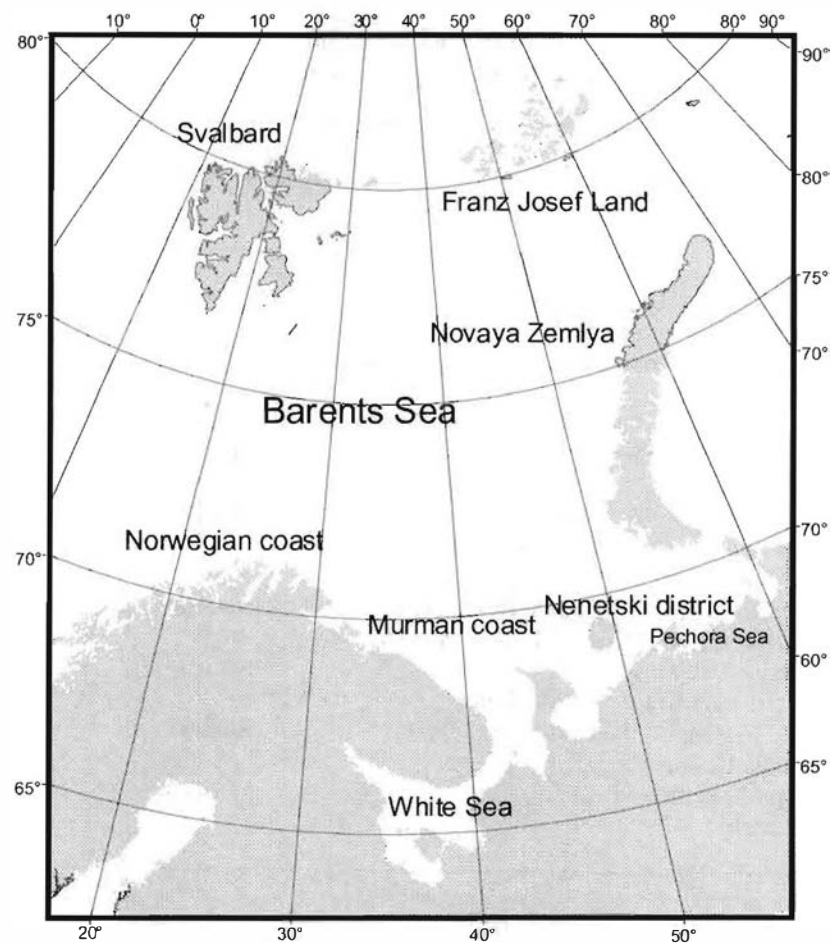 10° 0° 10° 20° 30° 40° 50° 60° 70° 80° 80° 90°
80°
90°
Svalbard
80°
Franz Josef Land
75°
75°
Novaya Zemlya
70°
Barents Sea
70°
Norwegian coast
70°
Nenetski district
Murman coast
Pechora Sea
60°
65°
65°
White Sea
20° 30° 40° 50°